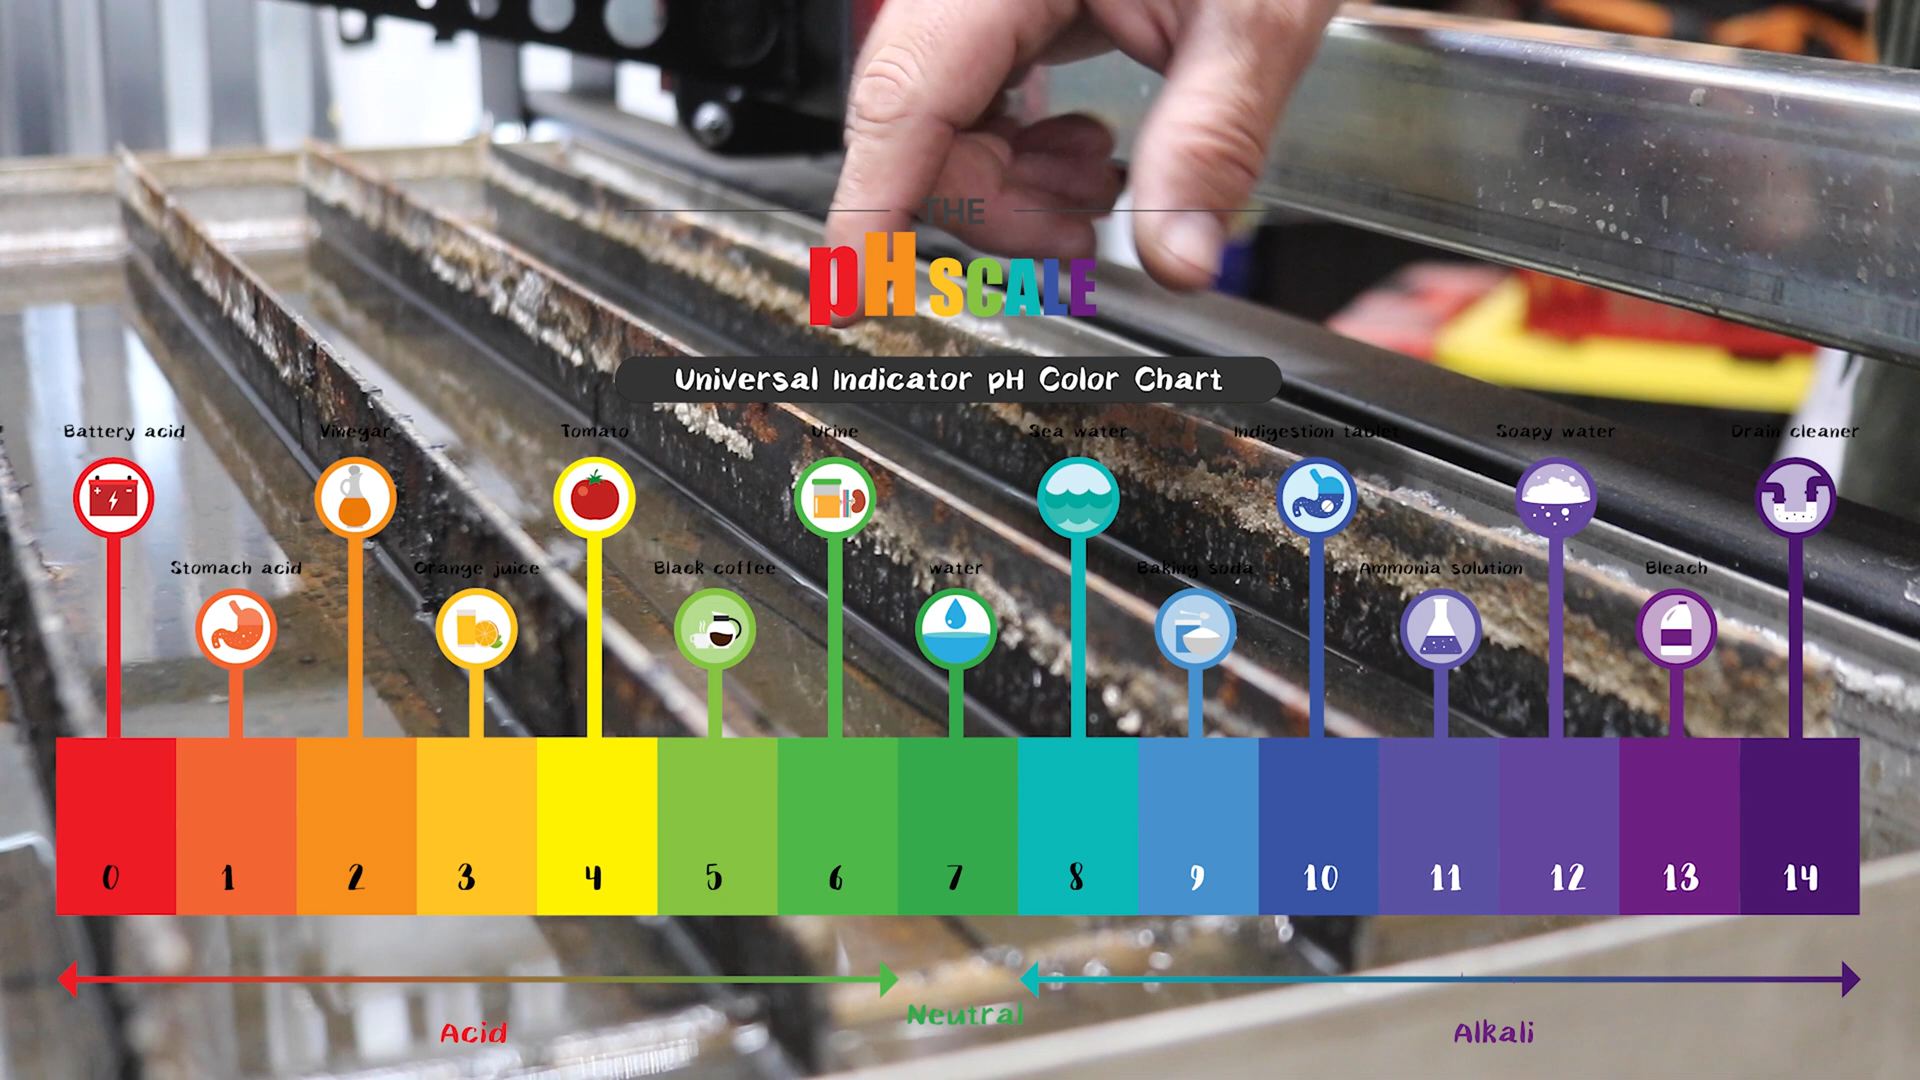 THE
pH SCALE
Universal Indicator pH Color Chart
Battery acid
Vinegar
Tomato
Urine
Sea water
Indigestion tablet
Soapy water
Drain cleaner
Stomach acid
Orange juice
Black coffee
water
Baking soda
Ammonia solution
Bleach
0 1 2 3 4 5 6 7 8 9 10 11 12 13 14
Neutral
Acid
Alkali